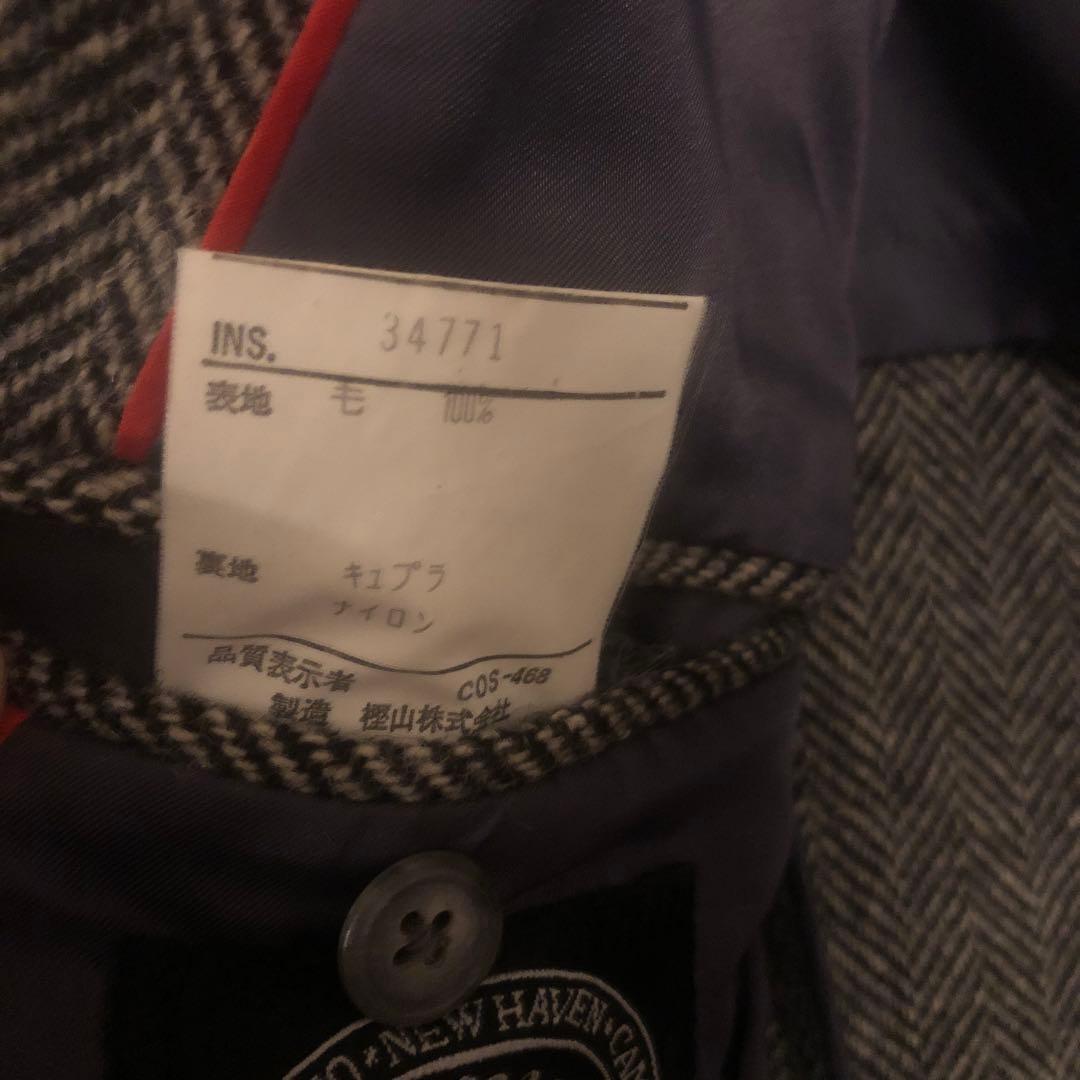 INS. 34771
表地 毛 100%
裏地 キュプラ
ナイロン
品質表示者 COS-468
製造 樫山株式会社
NEW HAVEN · CAM